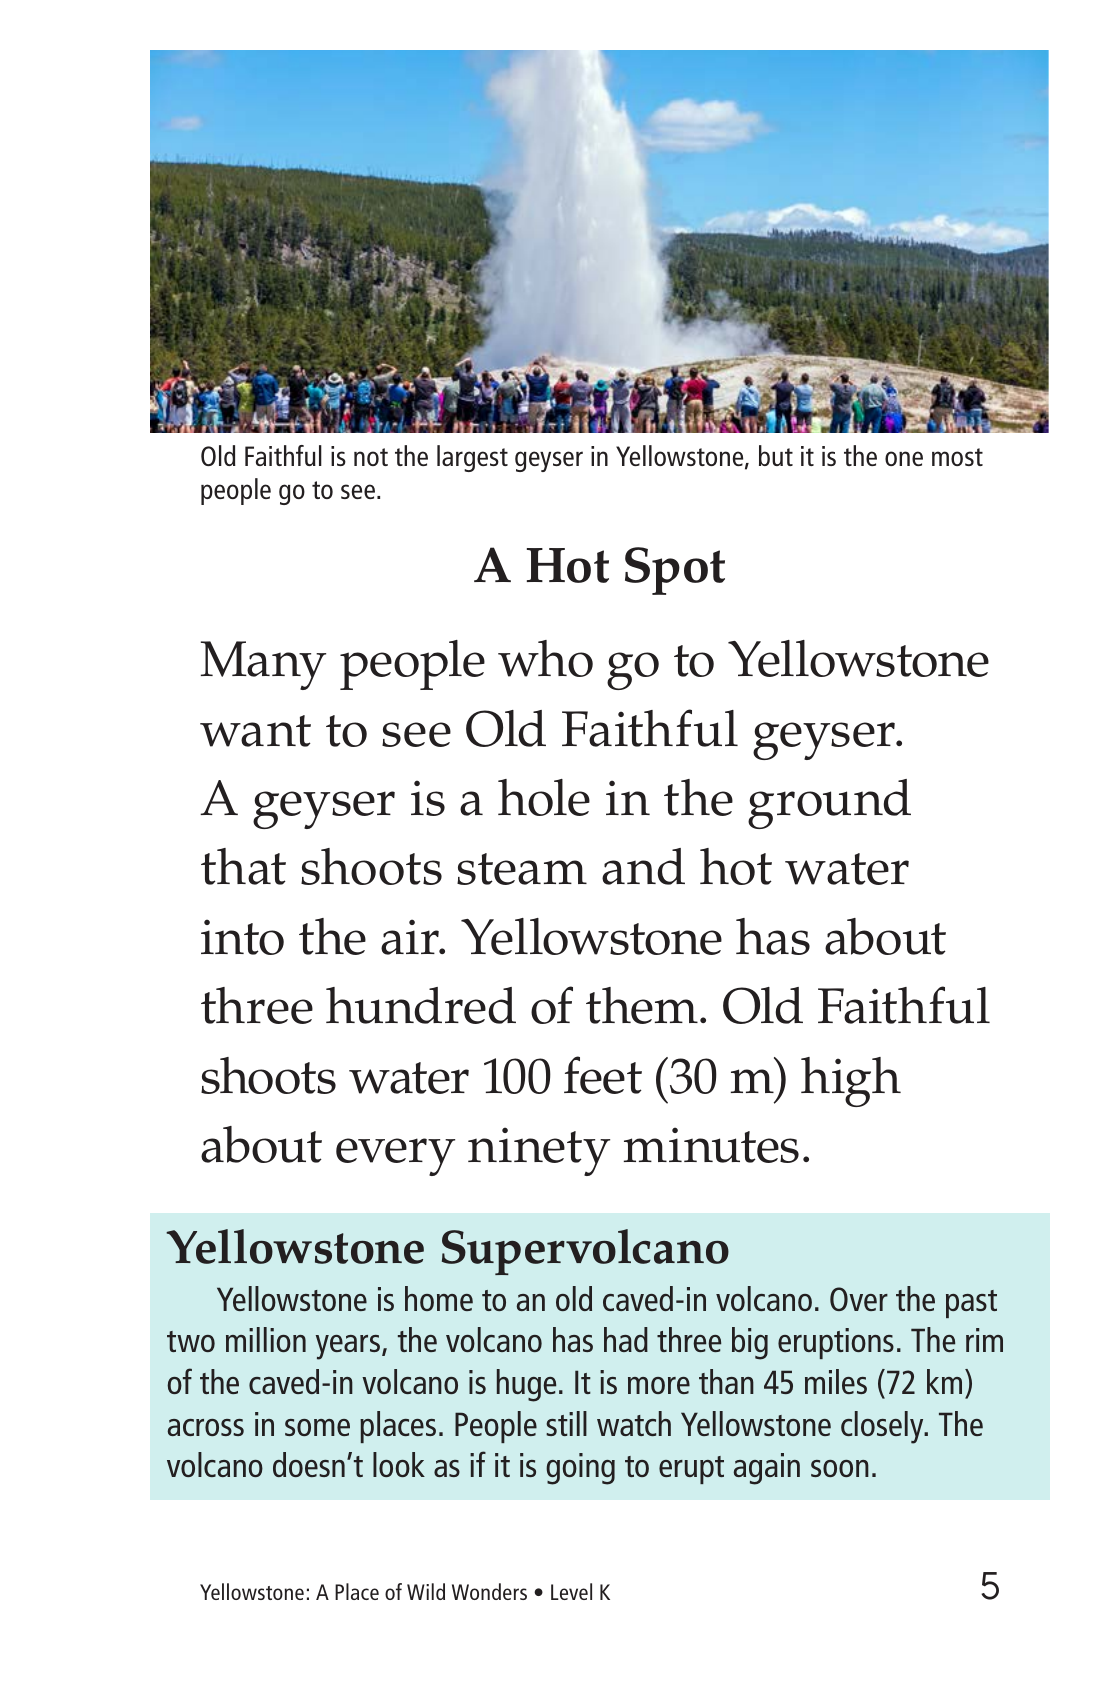 Old Faithful is not the largest geyser in Yellowstone, but it is the one most
people go to see.
A Hot Spot
Many people who go to Yellowstone
want to see Old Faithful geyser.
A geyser is a hole in the ground
that shoots steam and hot water
into the air. Yellowstone has about
three hundred of them. Old Faithful
shoots water 100 feet (30 m) high
about every ninety minutes.
Yellowstone Supervolcano
Yellowstone is home to an old caved-in volcano. Over the past
two million years, the volcano has had three big eruptions. The rim
of the caved-in volcano is huge. It is more than 45 miles (72 km)
across in some places. People still watch Yellowstone closely. The
volcano doesn’t look as if it is going to erupt again soon.
Yellowstone: A Place of Wild Wonders • Level K
5